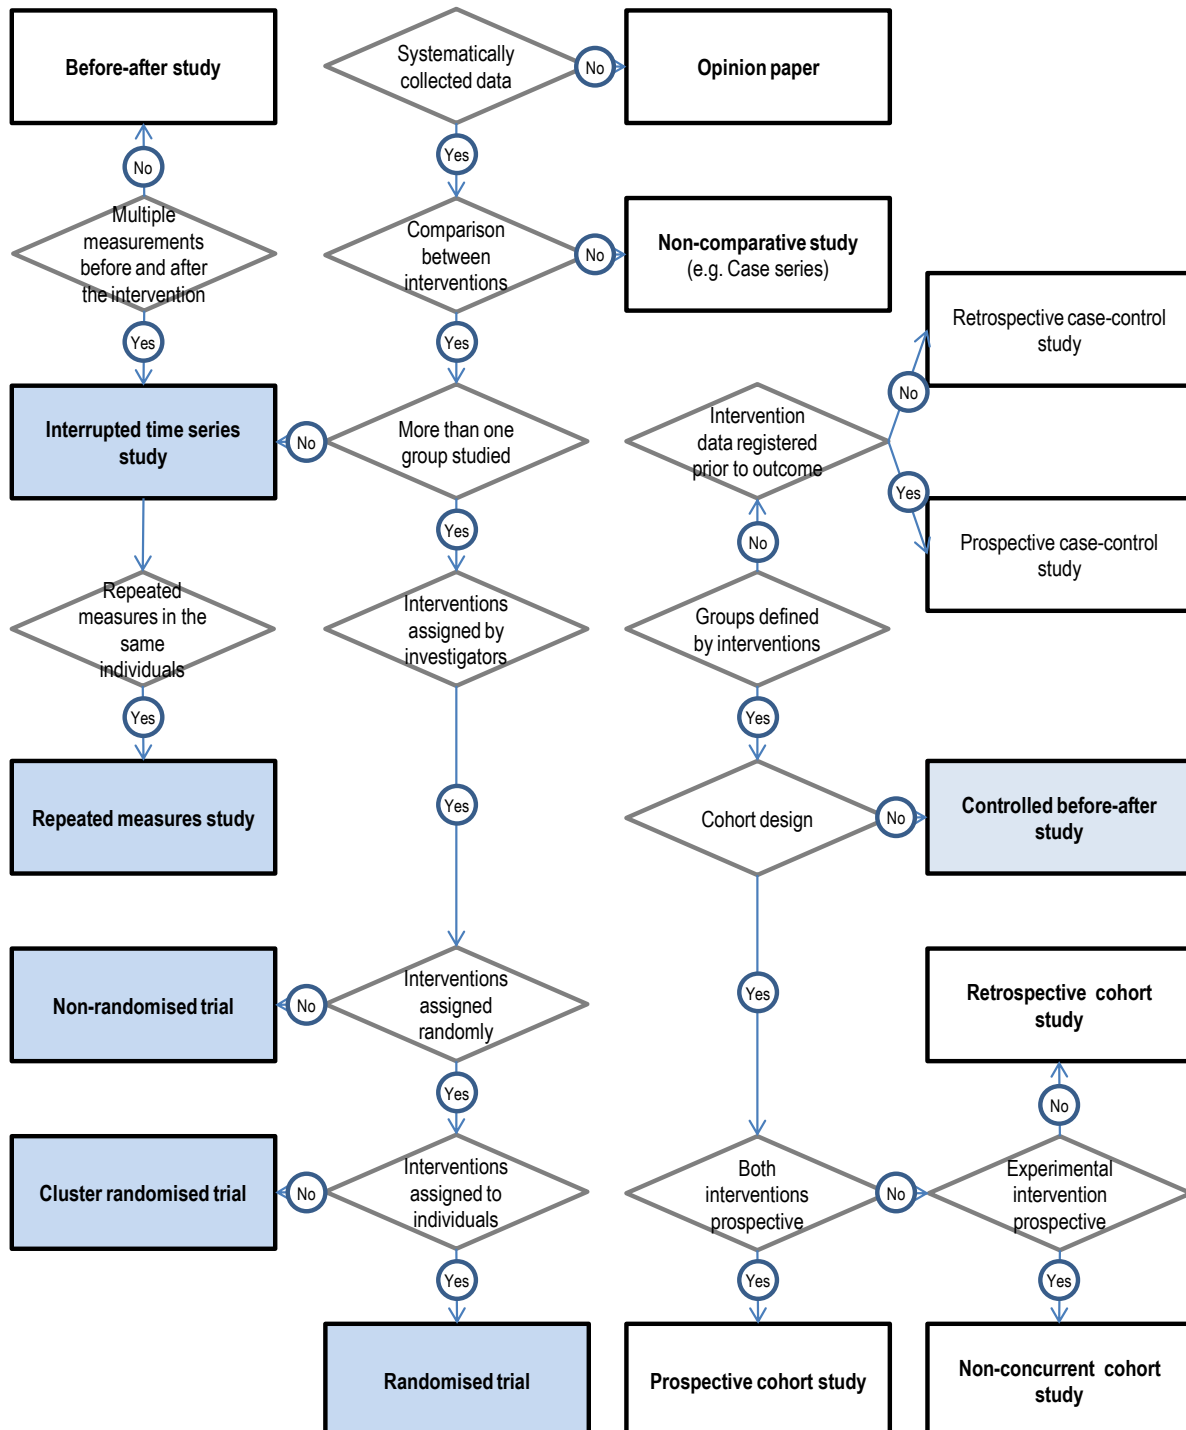 Before-after study
Systematically
collected data
No
Opinion paper
Yes
No
Multiple
measurements
before and after
the intervention
Comparison
between
interventions
No
Non-comparative study
(e.g. Case series)
Yes
Yes
Retrospective case-control
study
No
Interrupted time series
study
No
More than one
group studied
Intervention
data registered
prior to outcome
Yes
Yes
No
Prospective case-control
study
Repeated
measures in the
same
individuals
Interventions
assigned by
investigators
Groups defined
by interventions
Yes
Yes
Repeated measures study
Yes
Cohort design
No
Controlled before-after
study
Non-randomised trial
No
Interventions
assigned
randomly
Yes
Retrospective cohort
study
Yes
No
Cluster randomised trial
No
Interventions
assigned to
individuals
Both
interventions
prospective
No
Experimental
intervention
prospective
Yes
Yes
Yes
Randomised trial
Prospective cohort study
Non-concurrent cohort
study